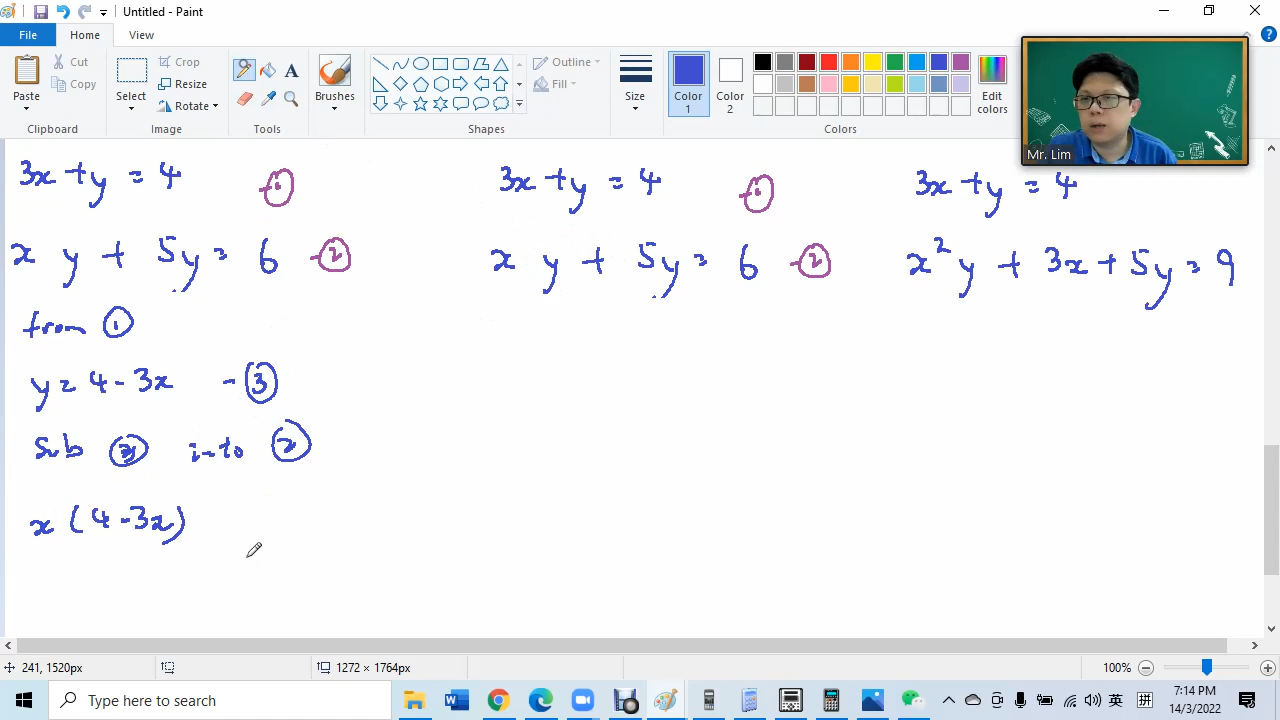 Untitled - Paint
File Home View
Paste Cut Copy Clipboard
Select Crop Resize Rotate Image
Tools
Brushes
Shapes Outline Fill
Size
Color 1 Color 2 Edit colors Colors
Mr. Lim
3x + y = 4 -①
xy + 5y = 6 -②
from ①
y = 4 - 3x -③
Sub ③ into ②
x(4 - 3x)
3x + y = 4 -①
xy + 5y = 6 -②
3x + y = 4
x²y + 3x + 5y = 9
241, 1520px 1272 × 1764px 100%
Type here to search 英 拼 7:14 PM 14/3/2022